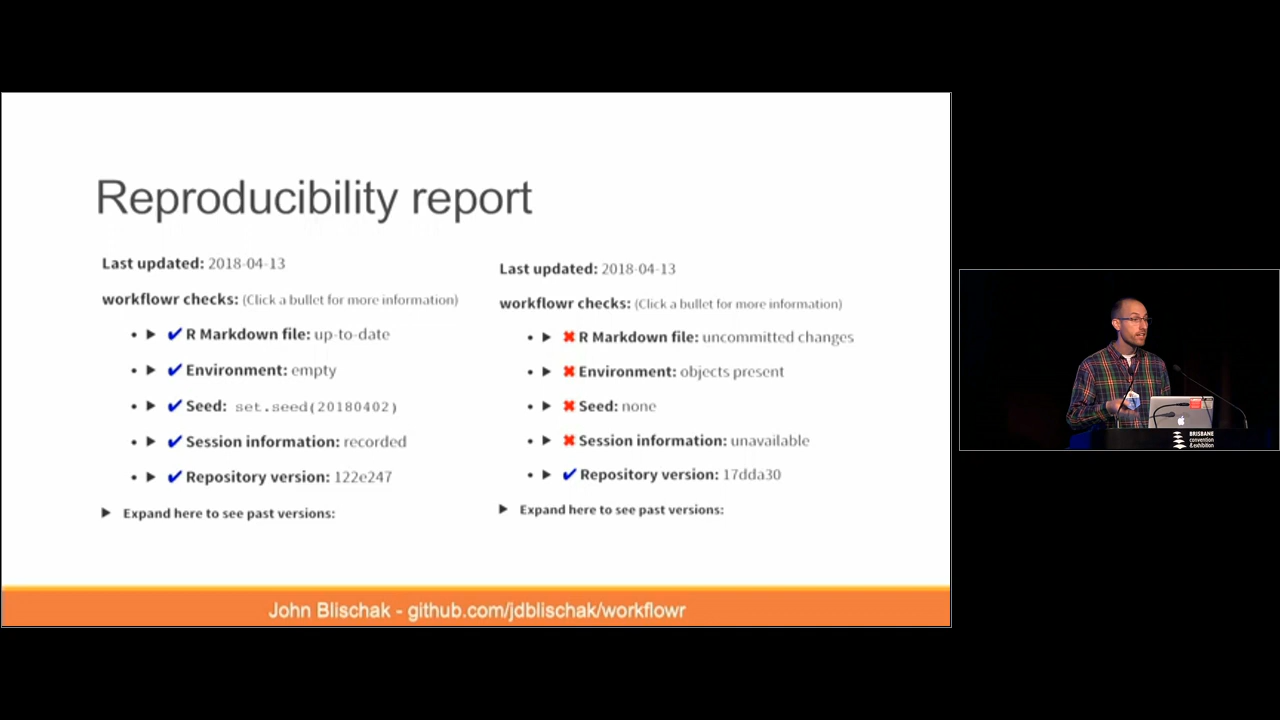 Reproducibility report
Last updated: 2018-04-13
workflowr checks: (Click a bullet for more information)
• ▶ ✔ R Markdown file: up-to-date
• ▶ ✔ Environment: empty
• ▶ ✔ Seed: set.seed(20180402)
• ▶ ✔ Session information: recorded
• ▶ ✔ Repository version: 122e247
▶ Expand here to see past versions:
Last updated: 2018-04-13
workflowr checks: (Click a bullet for more information)
• ▶ ✖ R Markdown file: uncommitted changes
• ▶ ✖ Environment: objects present
• ▶ ✖ Seed: none
• ▶ ✖ Session information: unavailable
• ▶ ✔ Repository version: 17dda30
▶ Expand here to see past versions:
John Blischak - github.com/jdblischak/workflowr
BRISBANE
convention
& exhibition